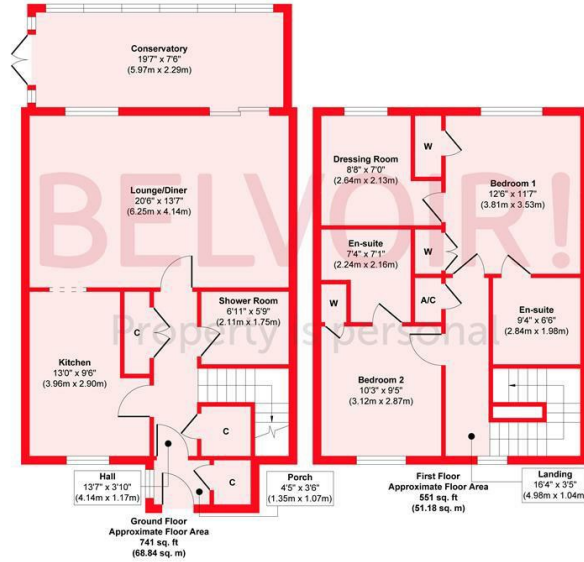 Conservatory
19'7" x 7'6"
(5.97m x 2.29m)
Lounge/Diner
20'6" x 13'7"
(6.25m x 4.14m)
Kitchen
13'0" x 9'6"
(3.96m x 2.90m)
C
Shower Room
6'11" x 5'9"
(2.11m x 1.75m)
C
C
Hall
13'7" x 3'10"
(4.14m x 1.17m)
Porch
4'5" x 3'6"
(1.35m x 1.07m)
Ground Floor
Approximate Floor Area
741 sq. ft
(68.84 sq. m)
Dressing Room
8'8" x 7'0"
(2.64m x 2.13m)
W
Bedroom 1
12'6" x 11'7"
(3.81m x 3.53m)
En-suite
7'4" x 7'1"
(2.24m x 2.16m)
W
W
A/C
En-suite
9'4" x 6'6"
(2.84m x 1.98m)
Bedroom 2
10'3" x 9'5"
(3.12m x 2.87m)
First Floor
Approximate Floor Area
551 sq. ft
(51.18 sq. m)
Landing
16'4" x 3'5"
(4.98m x 1.04m)
BELVOIR!
Property is personal